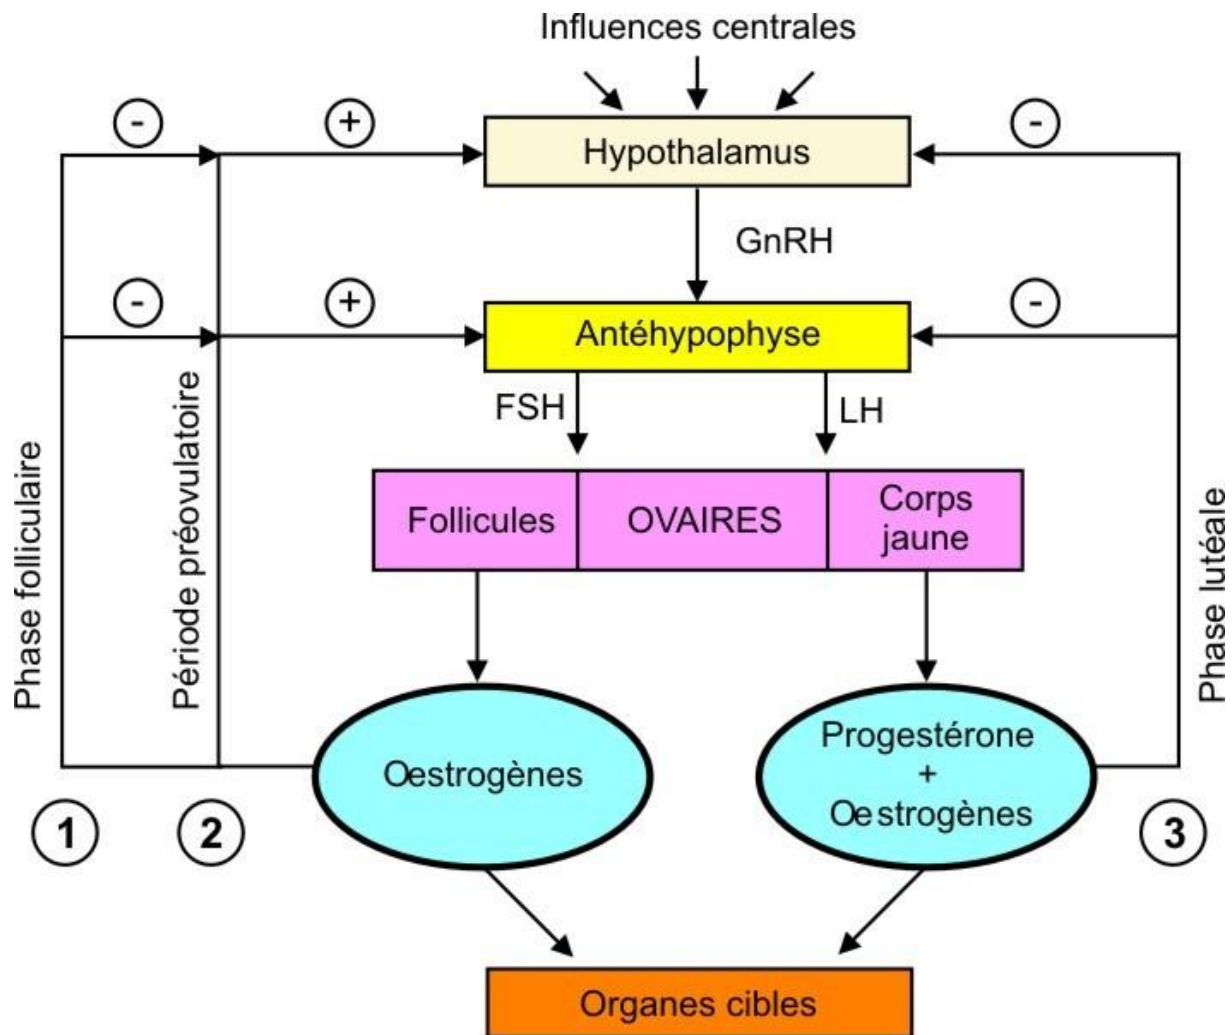 Influences centrales
-
+
-
Hypothalamus
GnRH
-
+
-
Antéhypophyse
FSH
LH
Phase folliculaire
Période préovulatoire
Follicules
OVAIRES
Corps
jaune
Phase lutéale
Oestrogènes
Progestérone
+
Oestrogènes
1
2
3
Organes cibles